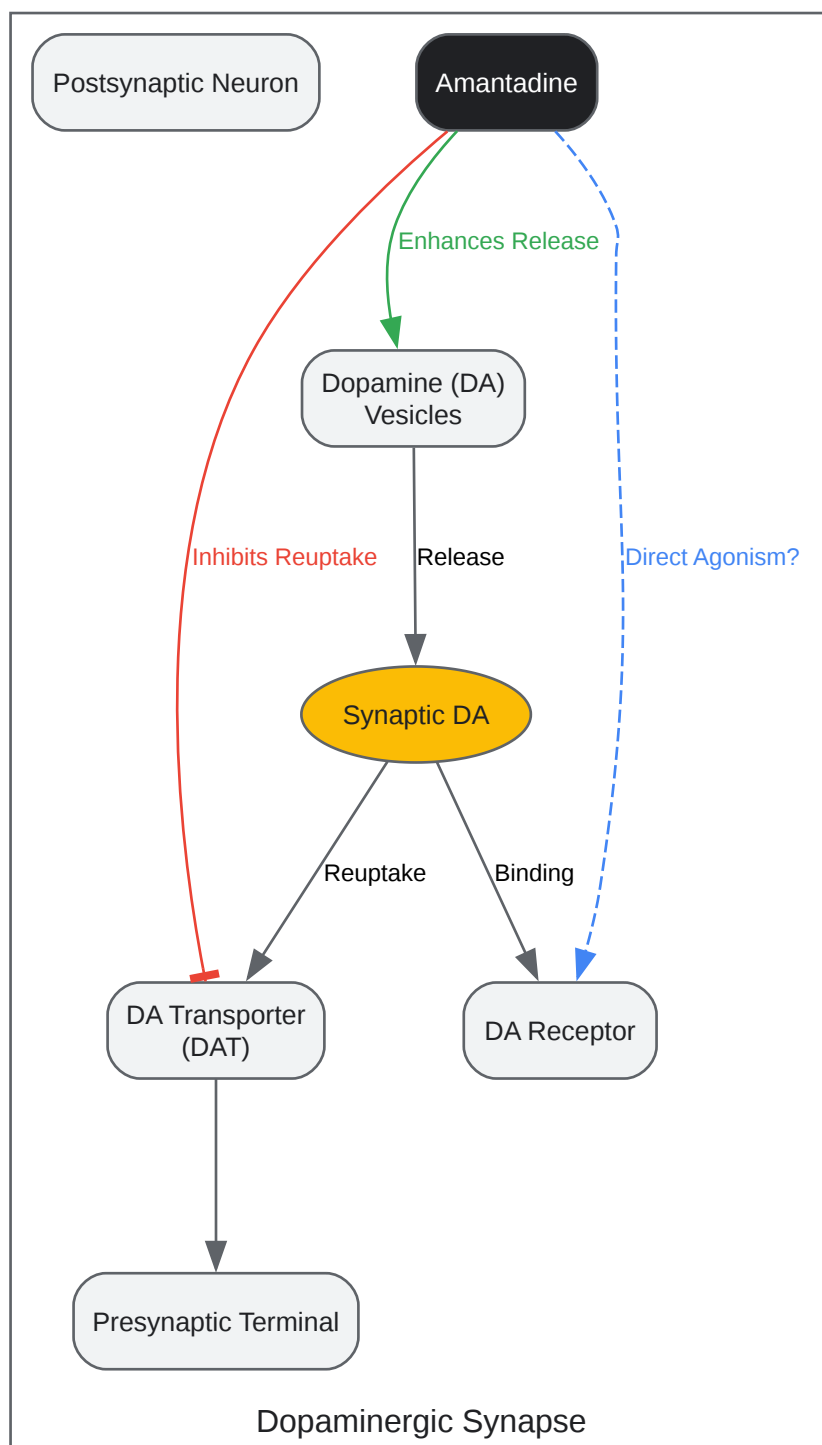 Postsynaptic Neuron
Amantadine
Enhances Release
Dopamine (DA)
Vesicles
Inhibits Reuptake
Release
Direct Agonism?
Synaptic DA
Reuptake
Binding
DA Transporter
(DAT)
DA Receptor
Presynaptic Terminal
Dopaminergic Synapse